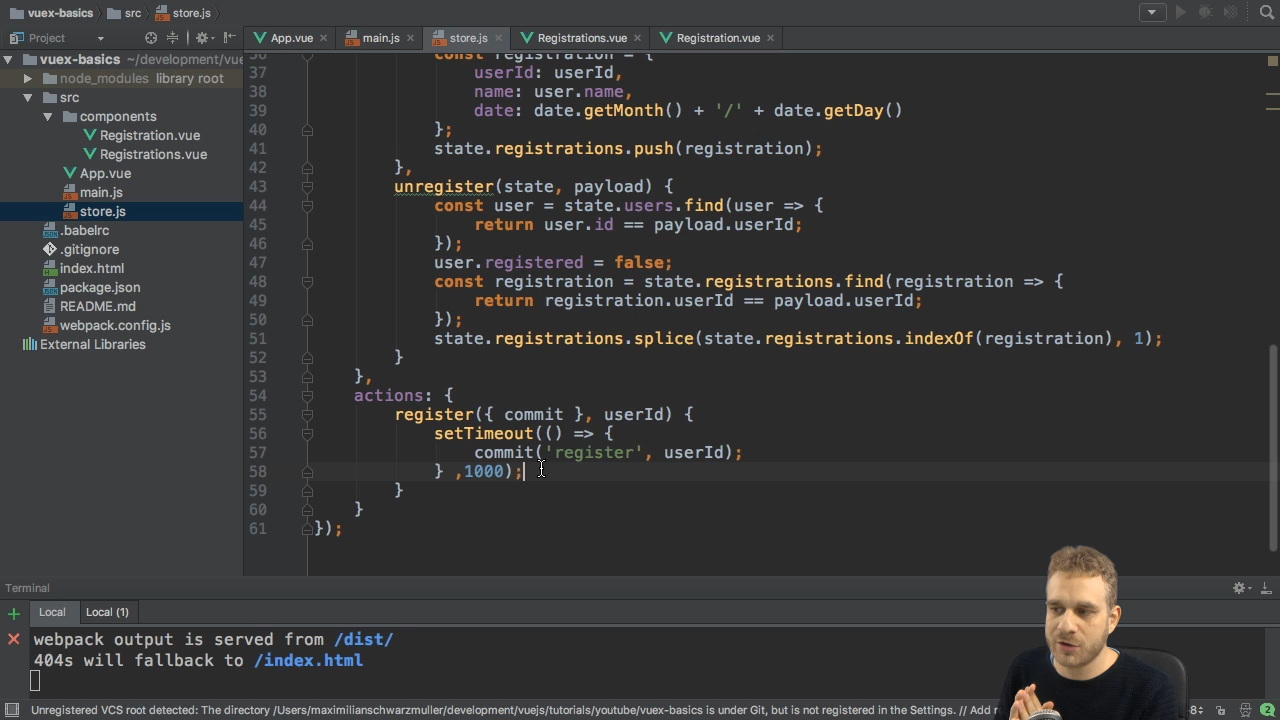 vuex-basics src store.js
Project
App.vue main.js store.js Registrations.vue Registration.vue
vuex-basics ~/development/vue
node_modules library root
src
components
Registration.vue
Registrations.vue
App.vue
main.js
store.js
.babelrc
.gitignore
index.html
package.json
README.md
webpack.config.js
External Libraries
36 const registration = {
37 userId: userId,
38 name: user.name,
39 date: date.getMonth() + '/' + date.getDay()
40 };
41 state.registrations.push(registration);
42 },
43 unregister(state, payload) {
44 const user = state.users.find(user => {
45 return user.id == payload.userId;
46 });
47 user.registered = false;
48 const registration = state.registrations.find(registration => {
49 return registration.userId == payload.userId;
50 });
51 state.registrations.splice(state.registrations.indexOf(registration), 1);
52 }
53 },
54 actions: {
55 register({ commit }, userId) {
56 setTimeout(() => {
57 commit('register', userId);
58 } ,1000);
59 }
60 }
61 });
Terminal
Local Local (1)
webpack output is served from /dist/
404s will fallback to /index.html
Unregistered VCS root detected: The directory /Users/maximilianschwarzmuller/development/vuejs/tutorials/youtube/vuex-basics is under Git, but is not registered in the Settings. // Add 8 2